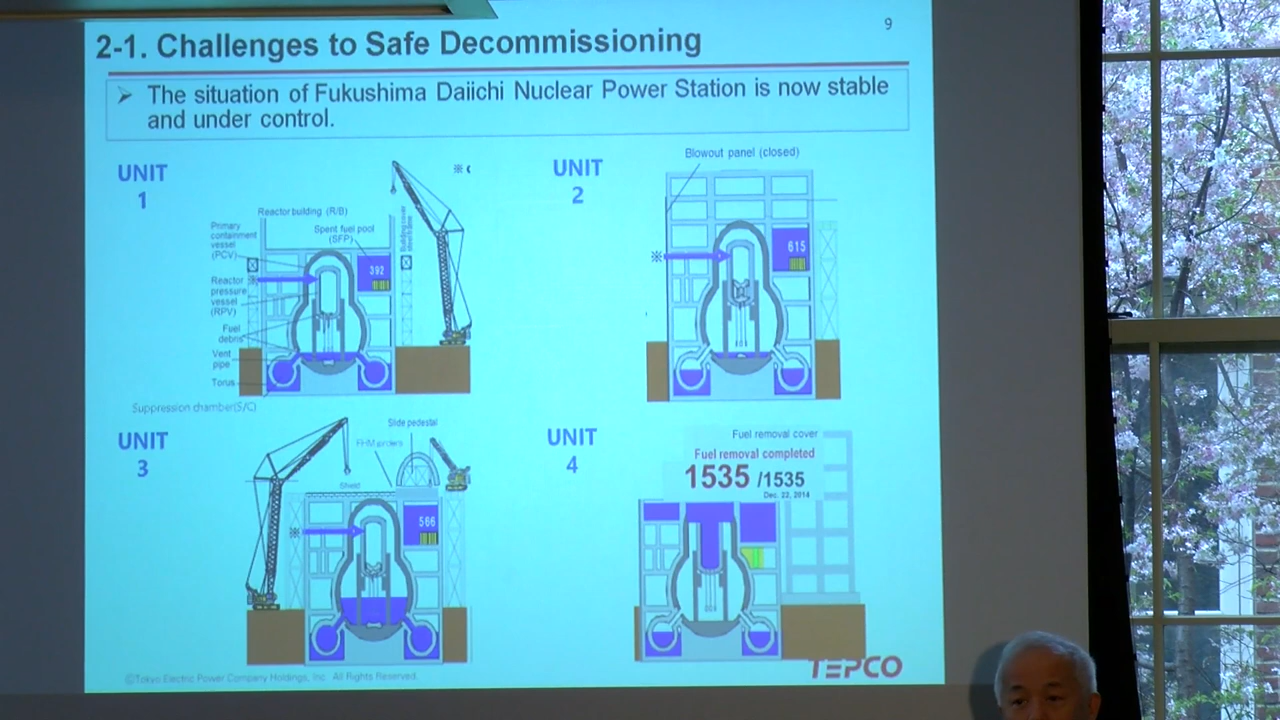 9
2-1. Challenges to Safe Decommissioning
➢ The situation of Fukushima Daiichi Nuclear Power Station is now stable
and under control.
UNIT
1
※
Reactor building (R/B)
Primary
containment
vessel
(PCV)
Spent fuel pool
(SFP)
Building cover
392
※
Reactor
pressure
vessel
(RPV)
Fuel
debris
Vent
pipe
Torus
Suppression chamber(S/C)
UNIT
2
Blowout panel (closed)
615
※
UNIT
3
Slide pedestal
FHM girders
Shield
566
※
UNIT
4
Fuel removal cover
Fuel removal completed
1535 /1535
Dec. 22, 2014
©Tokyo Electric Power Company Holdings, Inc. All Rights Reserved.
TEPCO